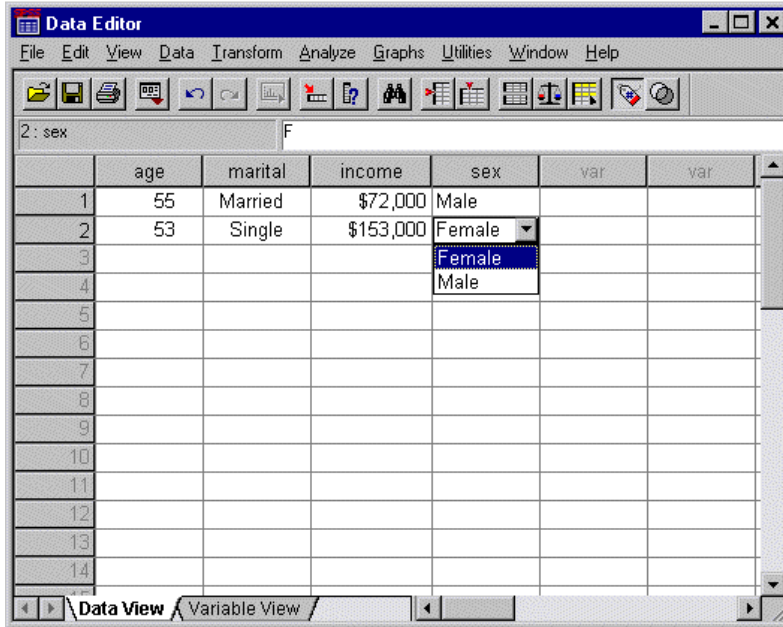 Data Editor
File Edit View Data Transform Analyze Graphs Utilities Window Help
2 : sex F
age marital income sex var var
1 55 Married $72,000 Male
2 53 Single $153,000 Female
3 Female
4 Male
5
6
7
8
9
10
11
12
13
14
Data View Variable View